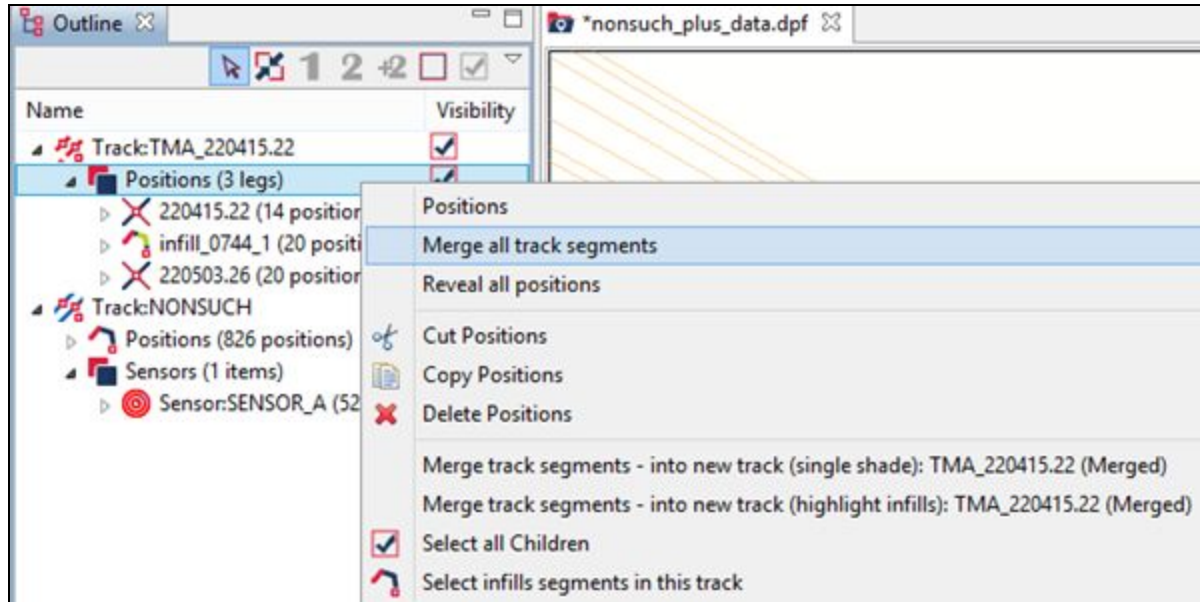 Outline
*nonsuch_plus_data.dpf
1 2 +2
Name Visibility
Track:TMA_220415.22
Positions (3 legs)
220415.22 (14 position
infill_0744_1 (20 positi
220503.26 (20 position
Track:NONSUCH
Positions (826 positions)
Sensors (1 items)
Sensor:SENSOR_A (52
Positions
Merge all track segments
Reveal all positions
Cut Positions
Copy Positions
Delete Positions
Merge track segments - into new track (single shade): TMA_220415.22 (Merged)
Merge track segments - into new track (highlight infills): TMA_220415.22 (Merged)
Select all Children
Select infills segments in this track